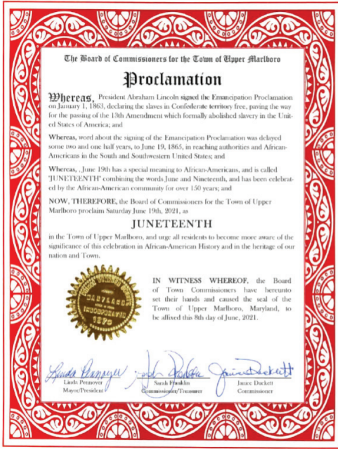 The Board of Commissioners for the Town of Upper Marlboro
Proclamation
Whereas, President Abraham Lincoln signed the Emancipation Proclamation
on January 1, 1863, declaring the slaves in Confederate territory free, paving the way
for the passing of the 13th Amendment which formally abolished slavery in the Unit-
ed States of America; and
Whereas, word about the signing of the Emancipation Proclamation was delayed
some two and one half years, to June 19, 1865, in reaching authorities and African-
Americans in the South and Southwestern United States; and
Whereas, , June 19th has a special meaning to African-Americans, and is called
"JUNETEENTH" combining the words June and Nineteenth, and has been celebrat-
ed by the African-American community for over 150 years; and
NOW, THEREFORE, the Board of Commissioners for the Town of Upper
Marlboro proclaim Saturday June 19th, 2021, as
JUNETEENTH
in the Town of Upper Marlboro, and urge all residents to become more aware of the
significance of this celebration in African-American History and in the heritage of our
nation and Town.
IN WITNESS WHEREOF, the Board
of Town Commissioners have hereunto
set their hands and caused the seal of the
Town of Upper Marlboro, Maryland, to
be affixed this 8th day of June, 2021.
INCORPORATED
1870
Linda Pennoyer
Mayor/President
Sarah Franklin
Commissioner/Treasurer
Janice Duckett
Commissioner